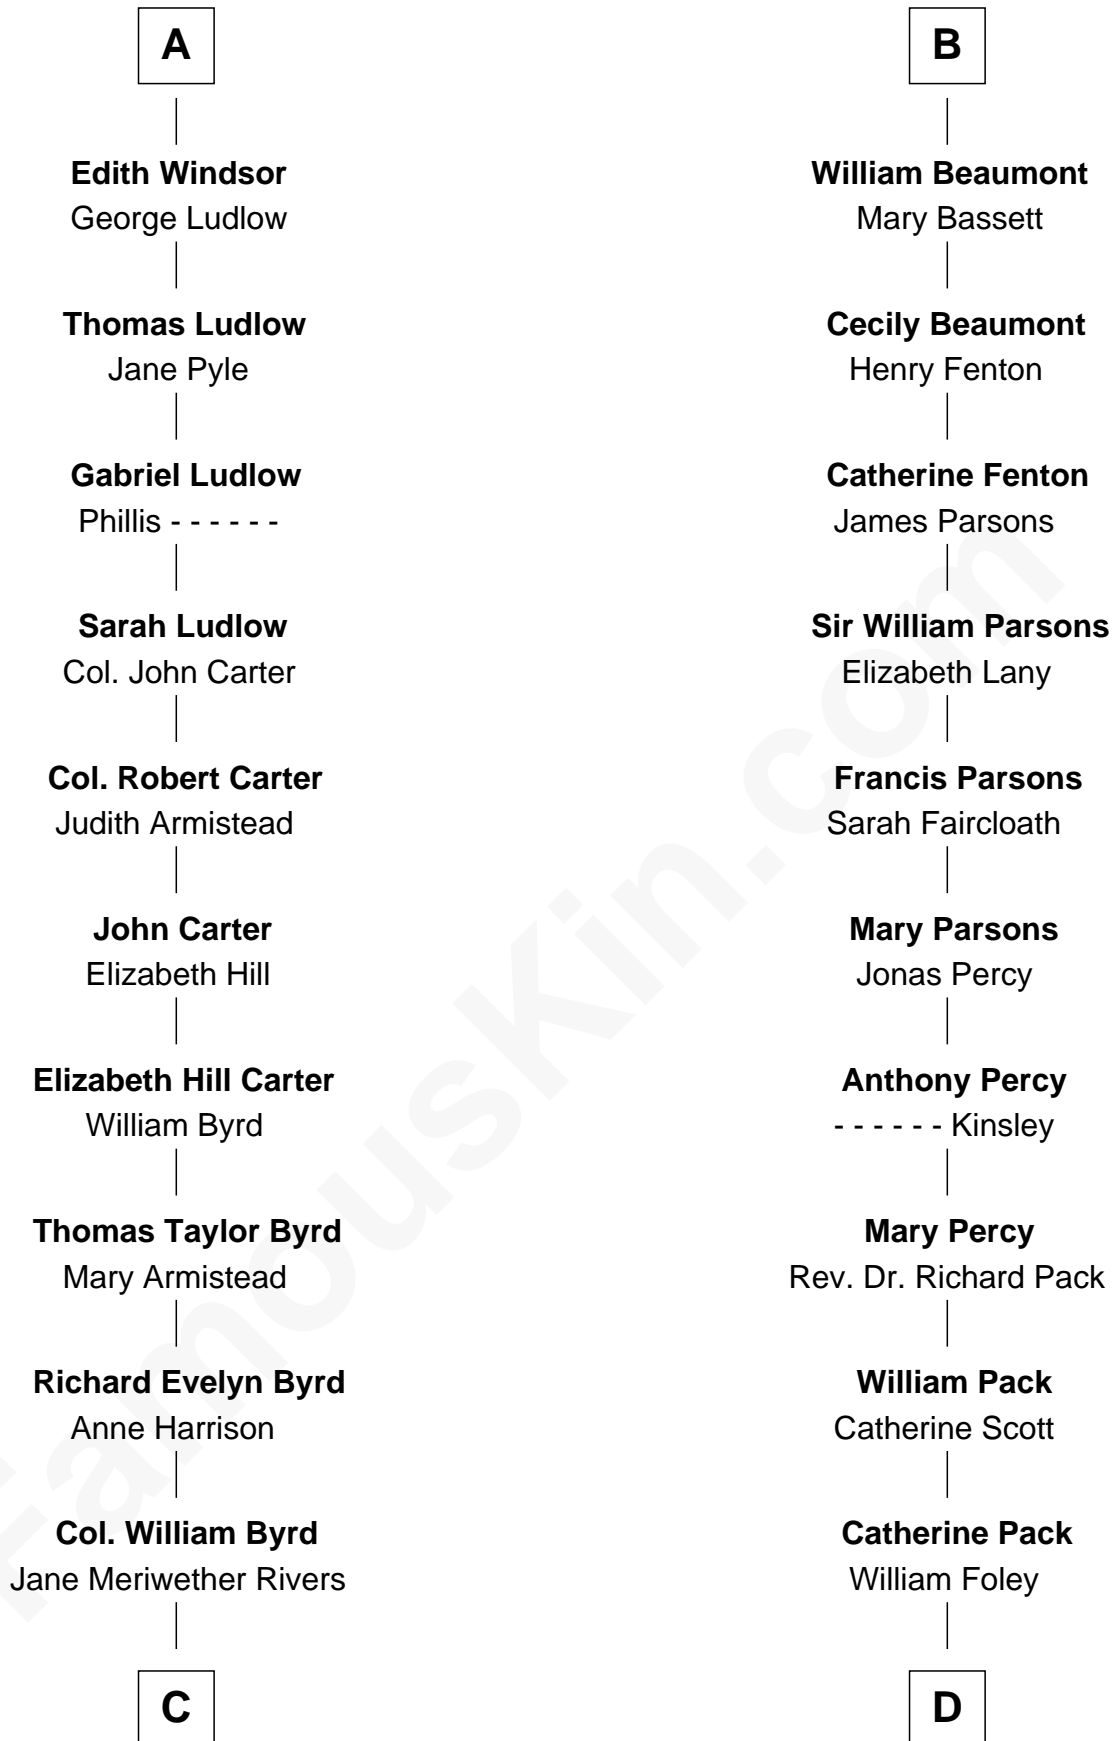 A
Edith Windsor
George Ludlow
Thomas Ludlow
Jane Pyle
Gabriel Ludlow
Phillis - - - - - -
Sarah Ludlow
Col. John Carter
Col. Robert Carter
Judith Armistead
John Carter
Elizabeth Hill
Elizabeth Hill Carter
William Byrd
Thomas Taylor Byrd
Mary Armistead
Richard Evelyn Byrd
Anne Harrison
Col. William Byrd
Jane Meriwether Rivers
C
B
William Beaumont
Mary Bassett
Cecily Beaumont
Henry Fenton
Catherine Fenton
James Parsons
Sir William Parsons
Elizabeth Lany
Francis Parsons
Sarah Faircloath
Mary Parsons
Jonas Percy
Anthony Percy
- - - - - - Kinsley
Mary Percy
Rev. Dr. Richard Pack
William Pack
Catherine Scott
Catherine Pack
William Foley
D
FamousKin.com